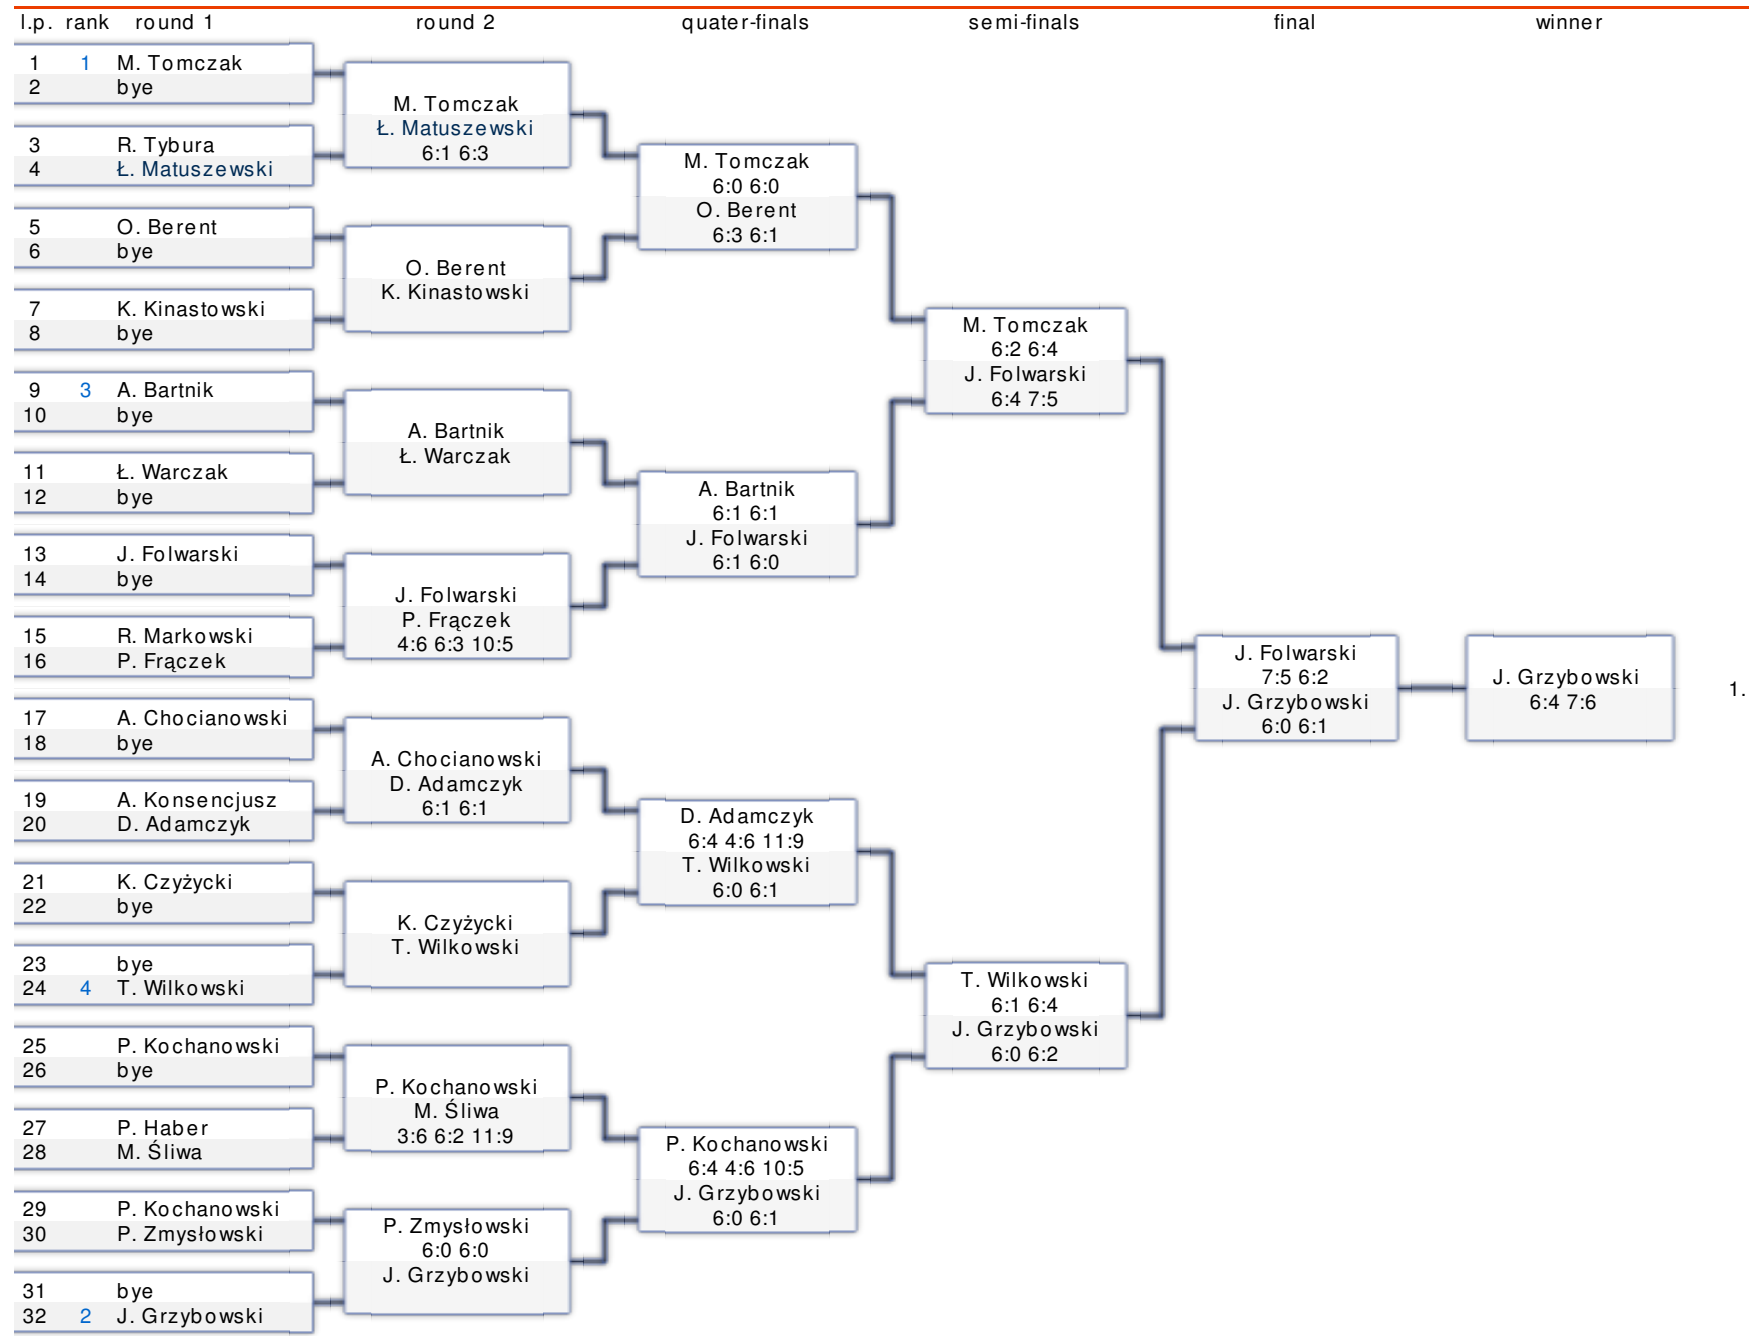 l.p. rank round 1 round 2 quater-finals semi-finals final winner
1 1 M. Tomczak
2 bye
3 R. Tybura
4 Ł. Matuszewski
5 O. Berent
6 bye
7 K. Kinastowski
8 bye
9 3 A. Bartnik
10 bye
11 Ł. Warczak
12 bye
13 J. Folwarski
14 bye
15 R. Markowski
16 P. Frączek
17 A. Chocianowski
18 bye
19 A. Konsencjusz
20 D. Adamczyk
21 K. Czyżycki
22 bye
23 bye
24 4 T. Wilkowski
25 P. Kochanowski
26 bye
27 P. Haber
28 M. Śliwa
29 P. Kochanowski
30 P. Zmysłowski
31 bye
32 2 J. Grzybowski
M. Tomczak
Ł. Matuszewski
6:1 6:3
O. Berent
K. Kinastowski
A. Bartnik
Ł. Warczak
J. Folwarski
P. Frączek
4:6 6:3 10:5
A. Chocianowski
D. Adamczyk
6:1 6:1
K. Czyżycki
T. Wilkowski
P. Kochanowski
M. Śliwa
3:6 6:2 11:9
P. Zmysłowski
6:0 6:0
J. Grzybowski
M. Tomczak
6:0 6:0
O. Berent
6:3 6:1
A. Bartnik
6:1 6:1
J. Folwarski
6:1 6:0
D. Adamczyk
6:4 4:6 11:9
T. Wilkowski
6:0 6:1
P. Kochanowski
6:4 4:6 10:5
J. Grzybowski
6:0 6:1
M. Tomczak
6:2 6:4
J. Folwarski
6:4 7:5
T. Wilkowski
6:1 6:4
J. Grzybowski
6:0 6:2
J. Folwarski
7:5 6:2
J. Grzybowski
6:0 6:1
J. Grzybowski
6:4 7:6
1.